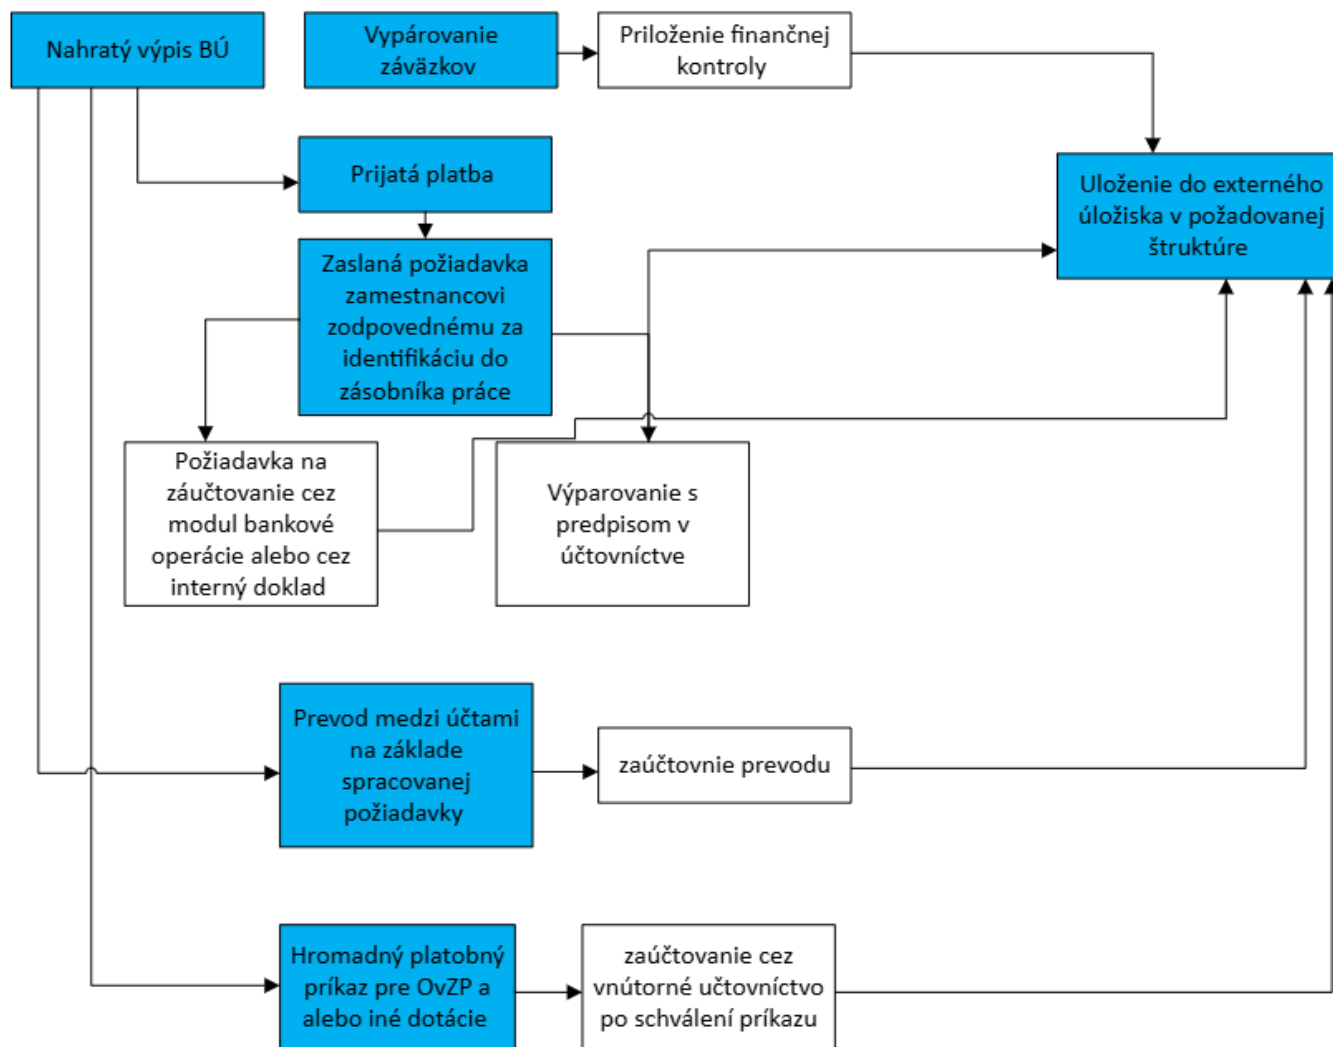 Nahratý výpis BÚ
Vypárovanie
záväzkov
Priloženie finančnej
kontroly
Prijatá platba
Uloženie do externého
úložiska v požadovanej
štruktúre
Zaslaná požiadavka
zamestnancovi
zodpovednému za
identifikáciu do
zásobníka práce
Požiadavka na
záučtovanie cez
modul bankové
operácie alebo cez
interný doklad
Výparovanie s
predpisom v
účtovníctve
Prevod medzi účtami
na základe
spracovanej
požiadavky
zaúčtovnie prevodu
Hromadný platobný
príkaz pre OvZP a
alebo iné dotácie
zaúčtovanie cez
vnútorné učtovníctvo
po schválení príkazu